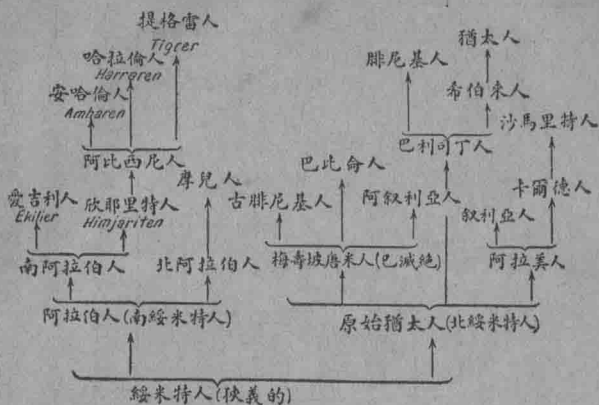 提格雷人
Tigrer
哈拉倫人
Harraren
安哈倫人
Amharen
阿比西尼人
愛吉利人
Ekilier
欣耶里特人
Himjariten
摩兒人
南阿拉伯人
北阿拉伯人
阿拉伯人(南綏米特人)
猶太人
腓尼基人
希伯來人
沙馬里特人
巴利司丁人
巴比侖人
古腓尼基人
阿叙利亞人
卡爾德人
叙利亞人
梅壽坡唐米人(巴滅絶)
阿拉美人
原始猶太人(北綏米特人)
綏米特人(狹義的)